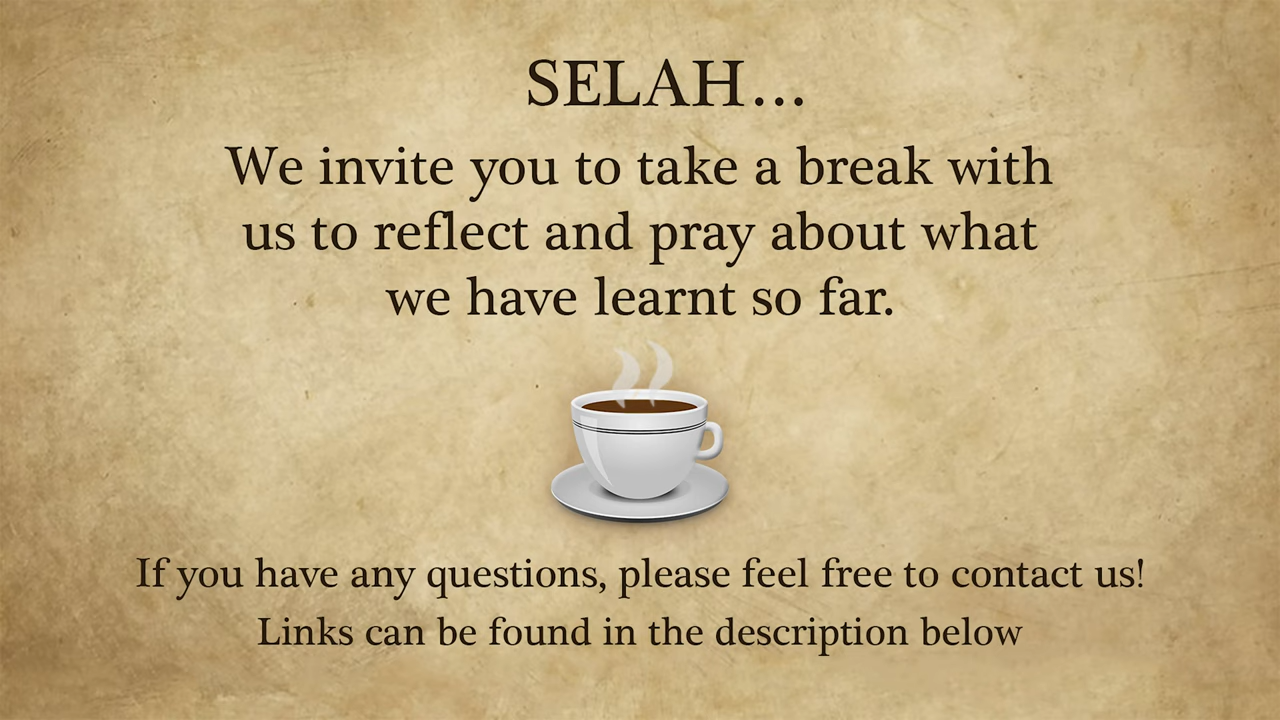 SELAH...
We invite you to take a break with
us to reflect and pray about what
we have learnt so far.
If you have any questions, please feel free to contact us!
Links can be found in the description below